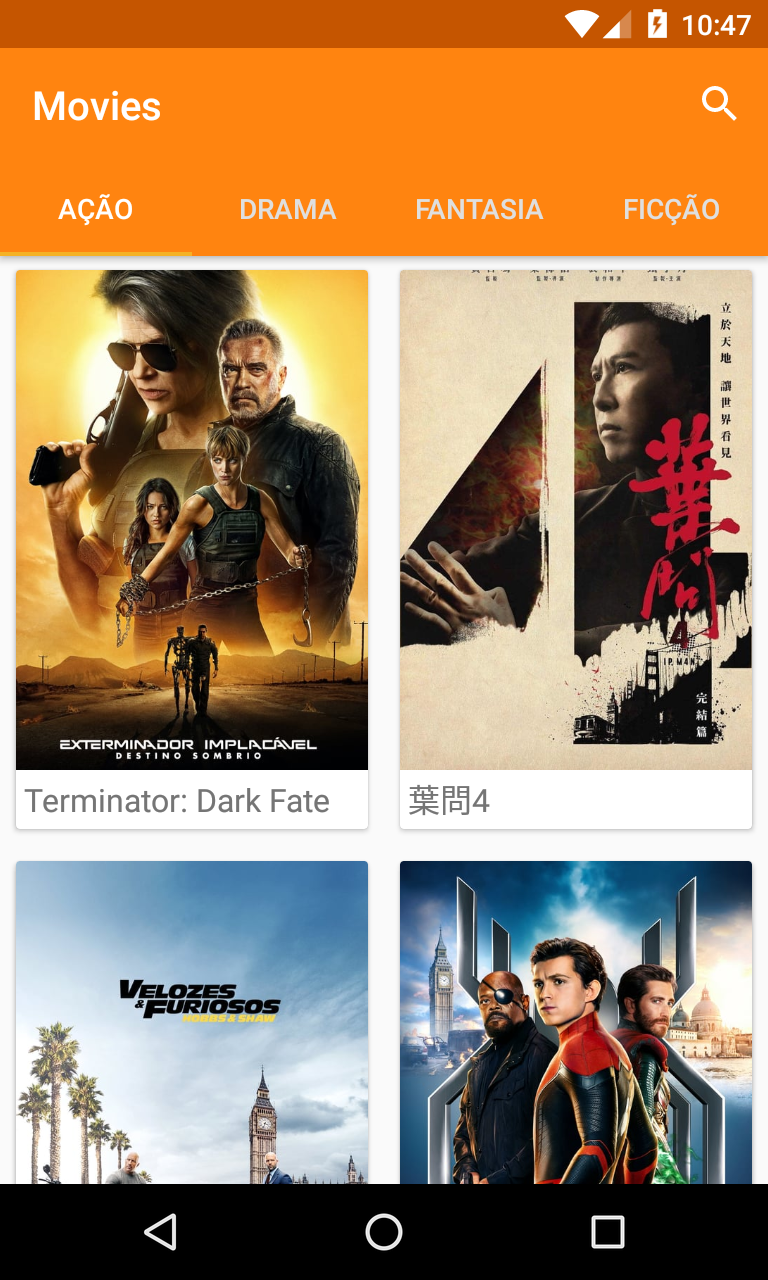 10:47
Movies
AÇÃO
DRAMA
FANTASIA
FICÇÃO
EXTERMINADOR IMPLACÁVEL
DESTINO SOMBRIO
Terminator: Dark Fate
立於天地 讓世界看見
葉問
4
IP MAN
完結篇
葉問4
VELOZES
& FURIOSOS
HOBBS & SHAW